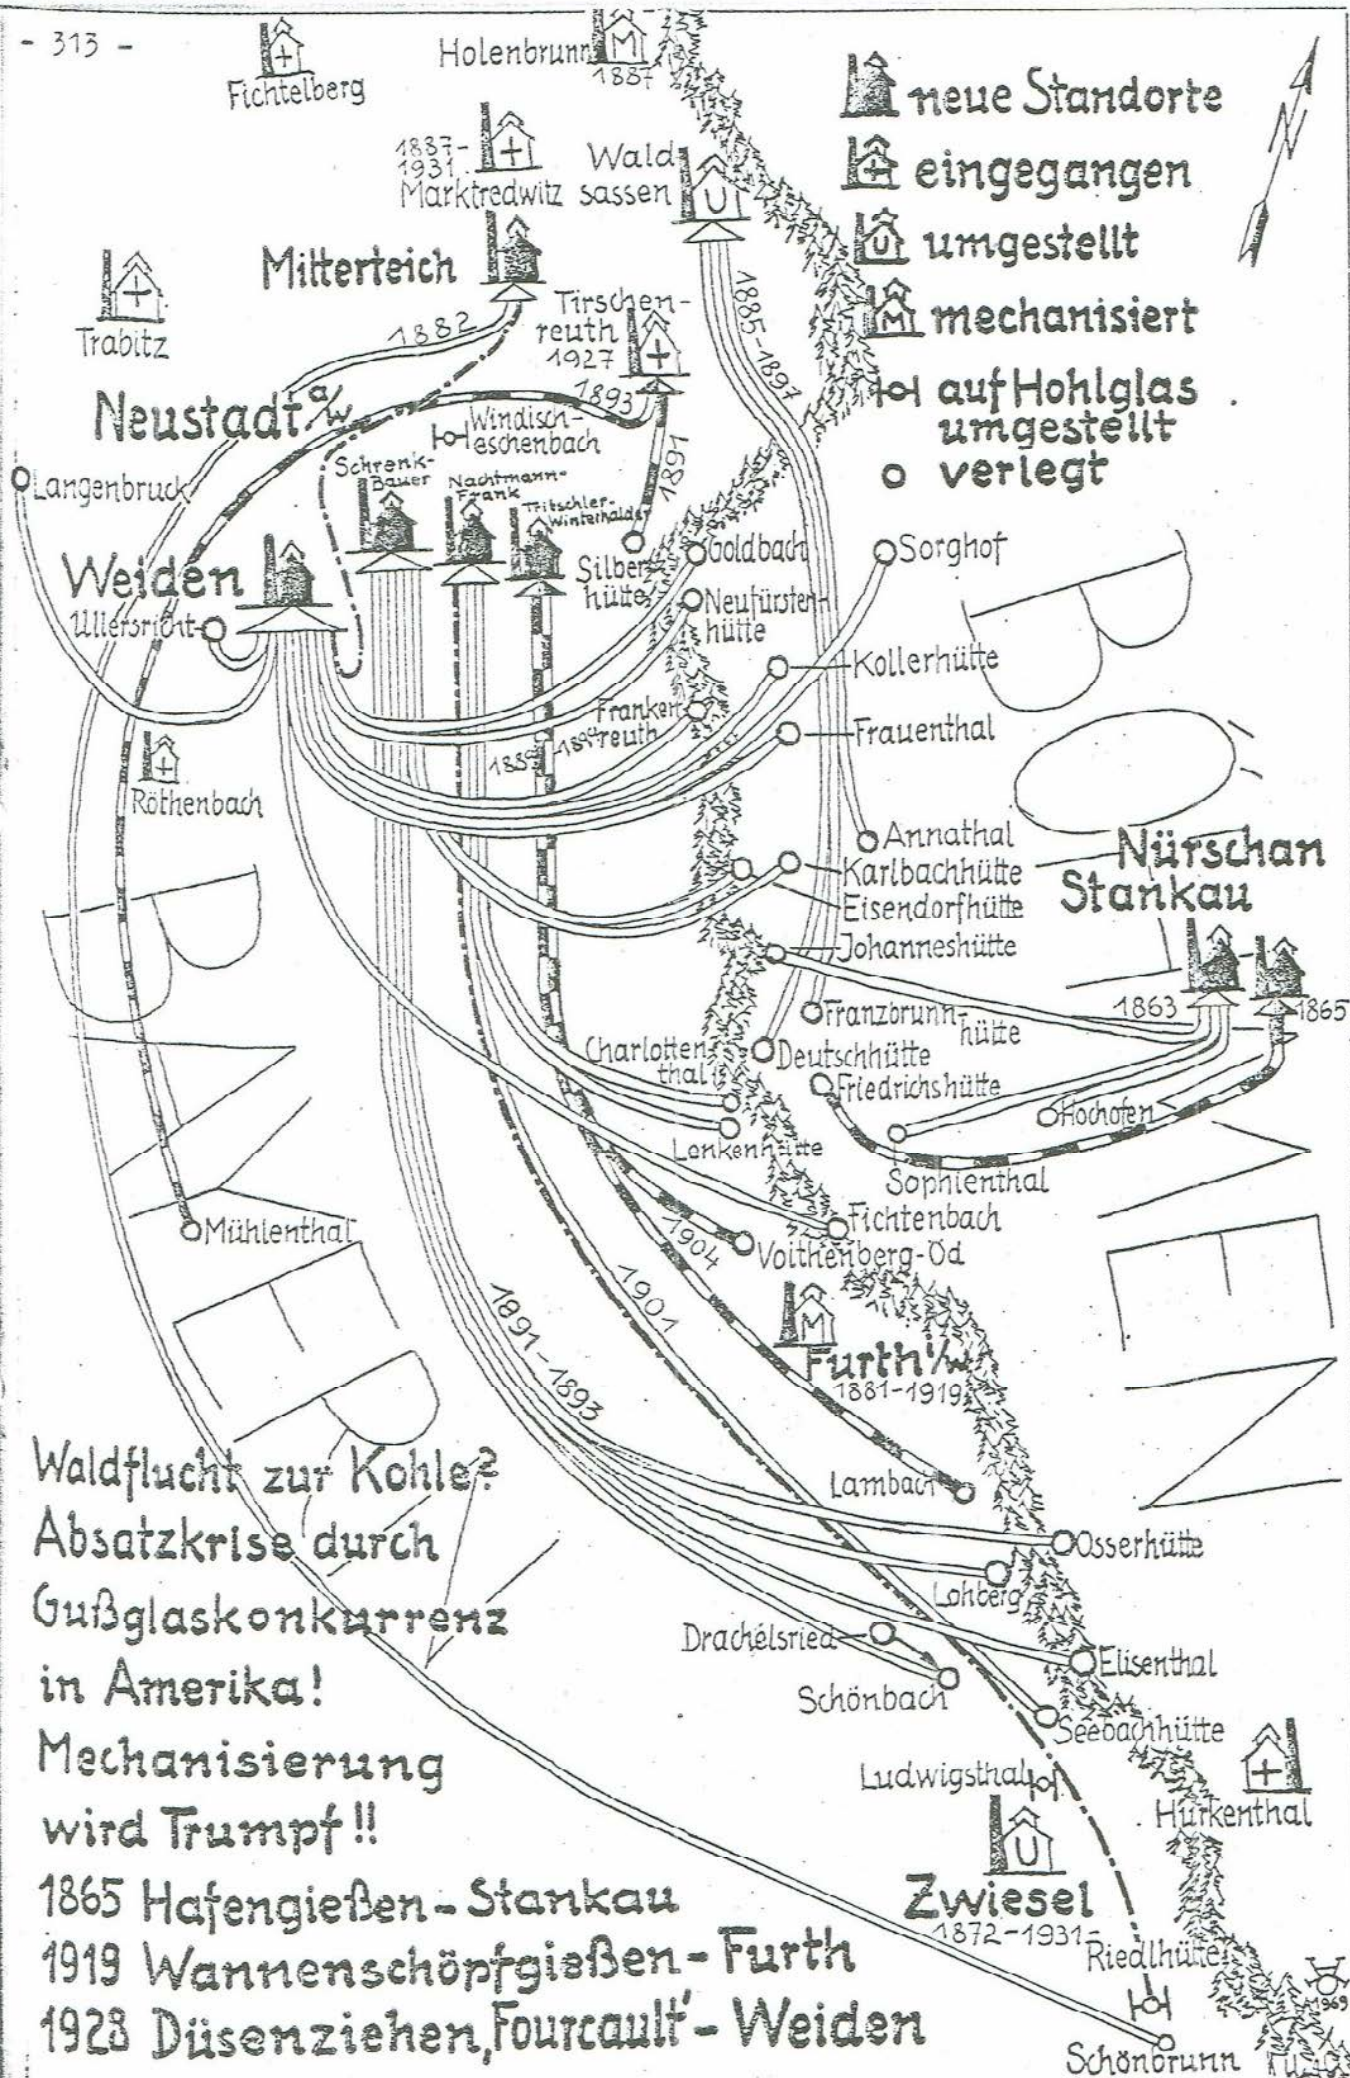 - 313 -
Fichtelberg
Holenbrunn
1887
neue Standorte
eingegangen
umgestellt
mechanisiert
auf Hohlglas
umgestellt
verlegt
N
1887-
1931
Marktredwitz
Wald
sassen
U
Mitterteich
Trabitz
1882
Tirschen-
reuth
1927
1885-1897
Neustadt a/W
1893
Windisch-
eschenbach
1891
Langenbruck
Schrenk-
Bauer
Nachtmann-
Frank
Tritschler-
Winterhalder
Silber
hütte
Goldbach
Sorghof
Weiden
Ullersricht
Neufürsten-
hütte
Kollerhütte
Franken
reuth
Frauenthal
Röthenbach
Annathal
Karlbachhütte
Eisendorfhütte
Johanneshütte
Nürschan
Stankau
1863
1865
Franzbrunn-
hütte
Charlotten
thal
Deutschhütte
Friedrichshütte
Hochofen
Lenkenhütte
Sophienthal
Mühlenthal
Fichtenbach
Voithenberg-Öd
1904
1901
1891-1893
M
Furth i/W
1881-1919
BAYERN
BÖHMEN
Lambach
Osserhütte
Lohberg
Drachelsried
Elisenthal
Schönbach
Seebachhütte
Ludwigsthal
Hurkenthal
U
Zwiesel
1872-1931-
Riedlhütte
1969
Schönbrunn
Waldflucht zur Kohle?
Absatzkrise durch
Gußglaskonkurrenz
in Amerika!
Mechanisierung
wird Trumpf!!
1865 Hafengießen - Stankau
1919 Wannenschöpfgießen - Furth
1928 Düsenziehen, Fourcault' - Weiden